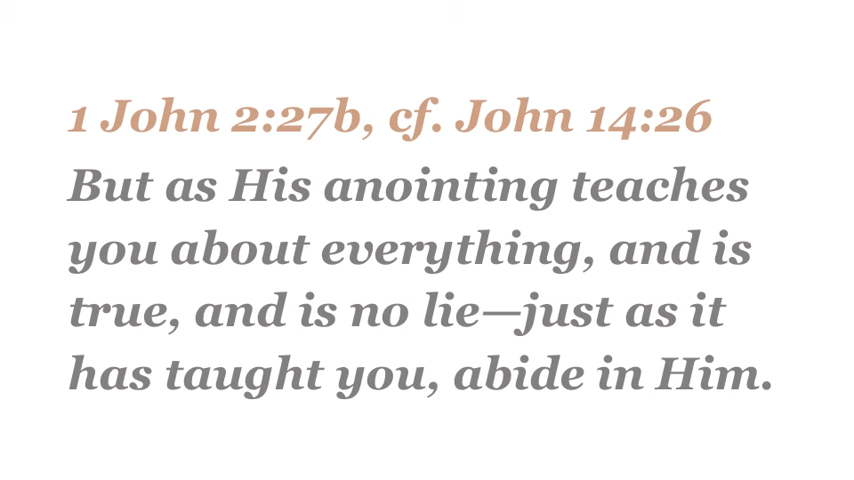 1 John 2:27b, cf. John 14:26
But as His anointing teaches
you about everything, and is
true, and is no lie—just as it
has taught you, abide in Him.